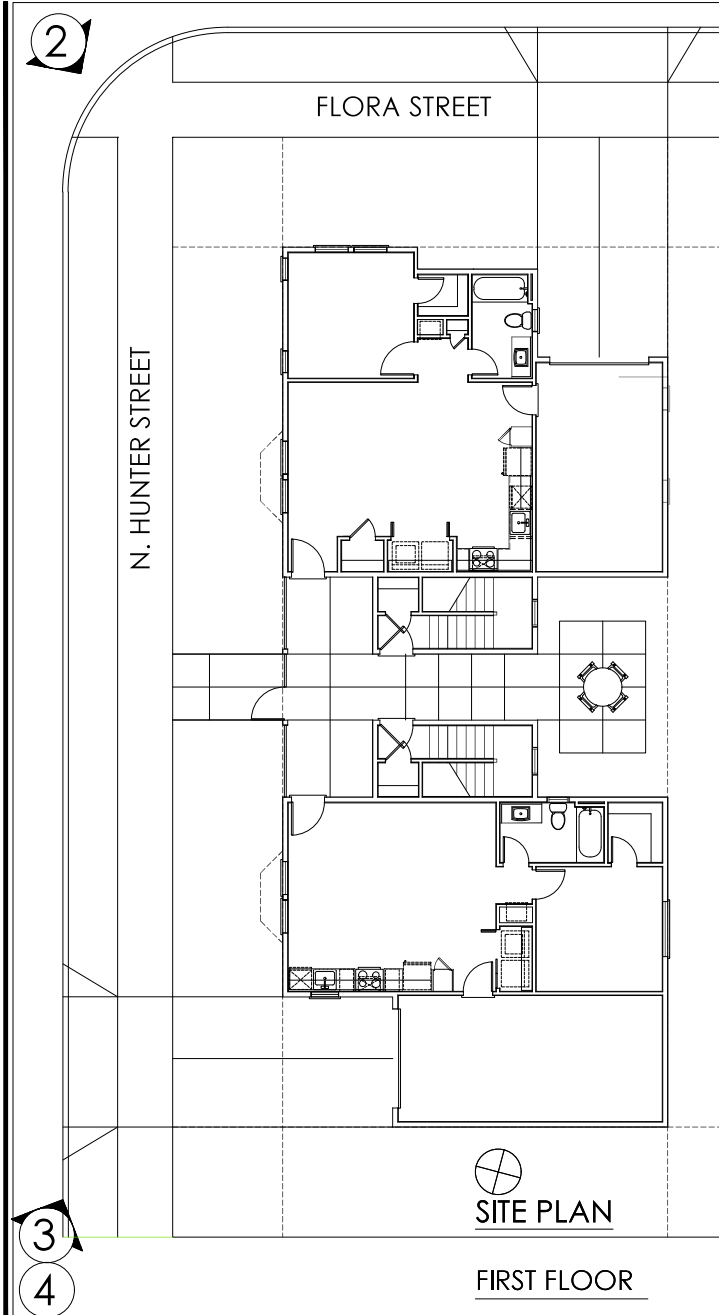 2
FLORA STREET
N. HUNTER STREET
SITE PLAN
3
4
FIRST FLOOR